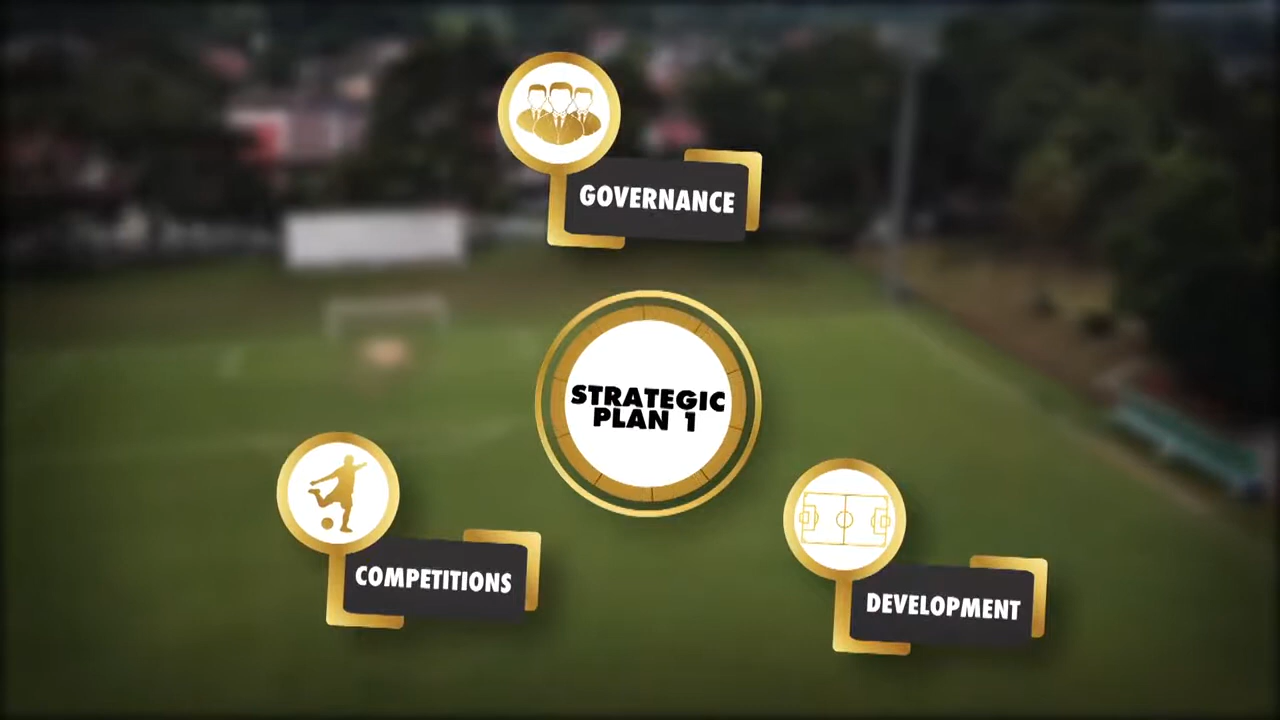 GOVERNANCE
STRATEGIC
PLAN 1
COMPETITIONS
DEVELOPMENT